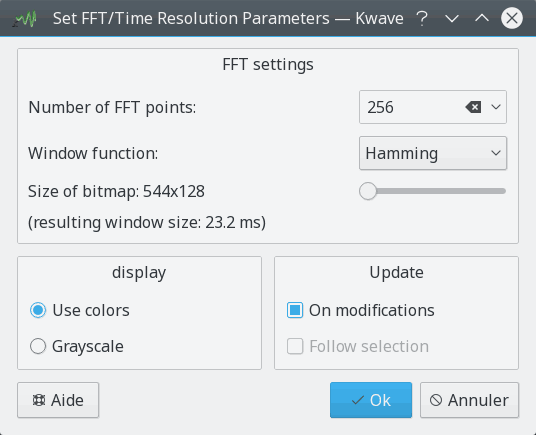 Set FFT/Time Resolution Parameters — Kwave
FFT settings
Number of FFT points: 256
Window function: Hamming
Size of bitmap: 544x128
(resulting window size: 23.2 ms)
display
Use colors
Grayscale
Update
On modifications
Follow selection
Aide Ok Annuler